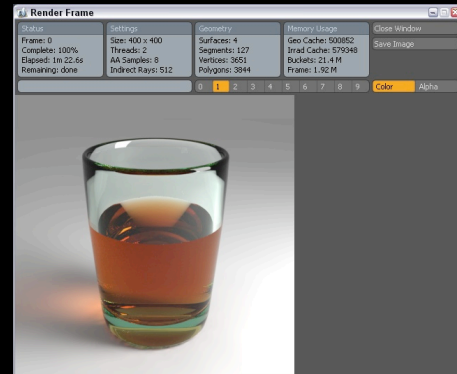 Render Frame
Status
Frame: 0
Complete: 100%
Elapsed: 1m 22.6s
Remaining: done
Settings
Size: 400 x 400
Threads: 2
AA Samples: 8
Indirect Rays: 512
Geometry
Surfaces: 4
Segments: 127
Vertices: 3651
Polygons: 3844
Memory Usage
Geo Cache: 500852
Irrad Cache: 579348
Buckets: 21.4 M
Frame: 1.92 M
Close Window
Save Image
0 1 2 3 4 5 6 7 8 9
Color Alpha